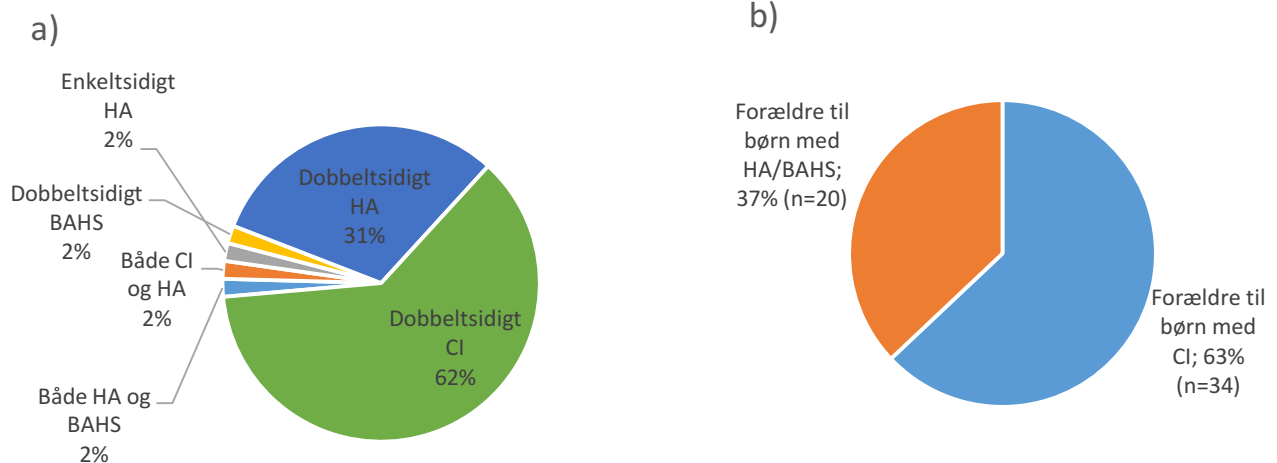 a)
Enkeltsidigt
HA
2%
Dobbeltsidigt
BAHS
2%
Både CI
og HA
2%
Både HA og
BAHS
2%
Dobbeltsidigt
HA
31%
Dobbeltsidigt
CI
62%
b)
Forældre til
børn med
HA/BAHS;
37% (n=20)
Forældre til
børn med
CI; 63%
(n=34)